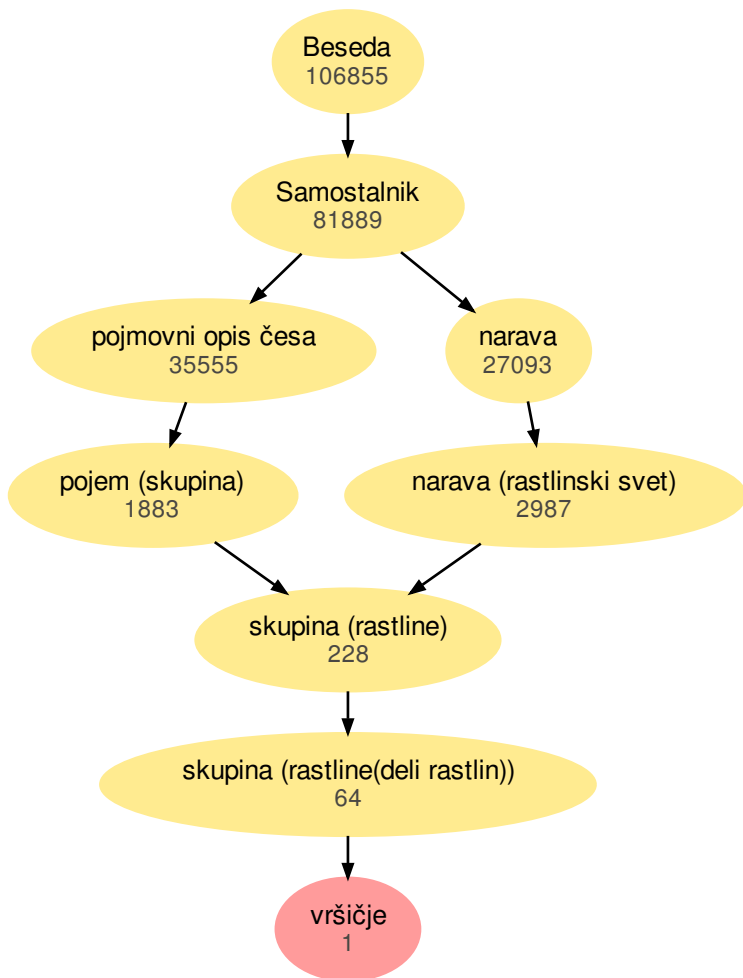 Beseda
106855
Samostalnik
81889
pojmovni opis česa
35555
narava
27093
pojem (skupina)
1883
narava (rastlinski svet)
2987
skupina (rastline)
228
skupina (rastline(deli rastlin))
64
vršičje
1